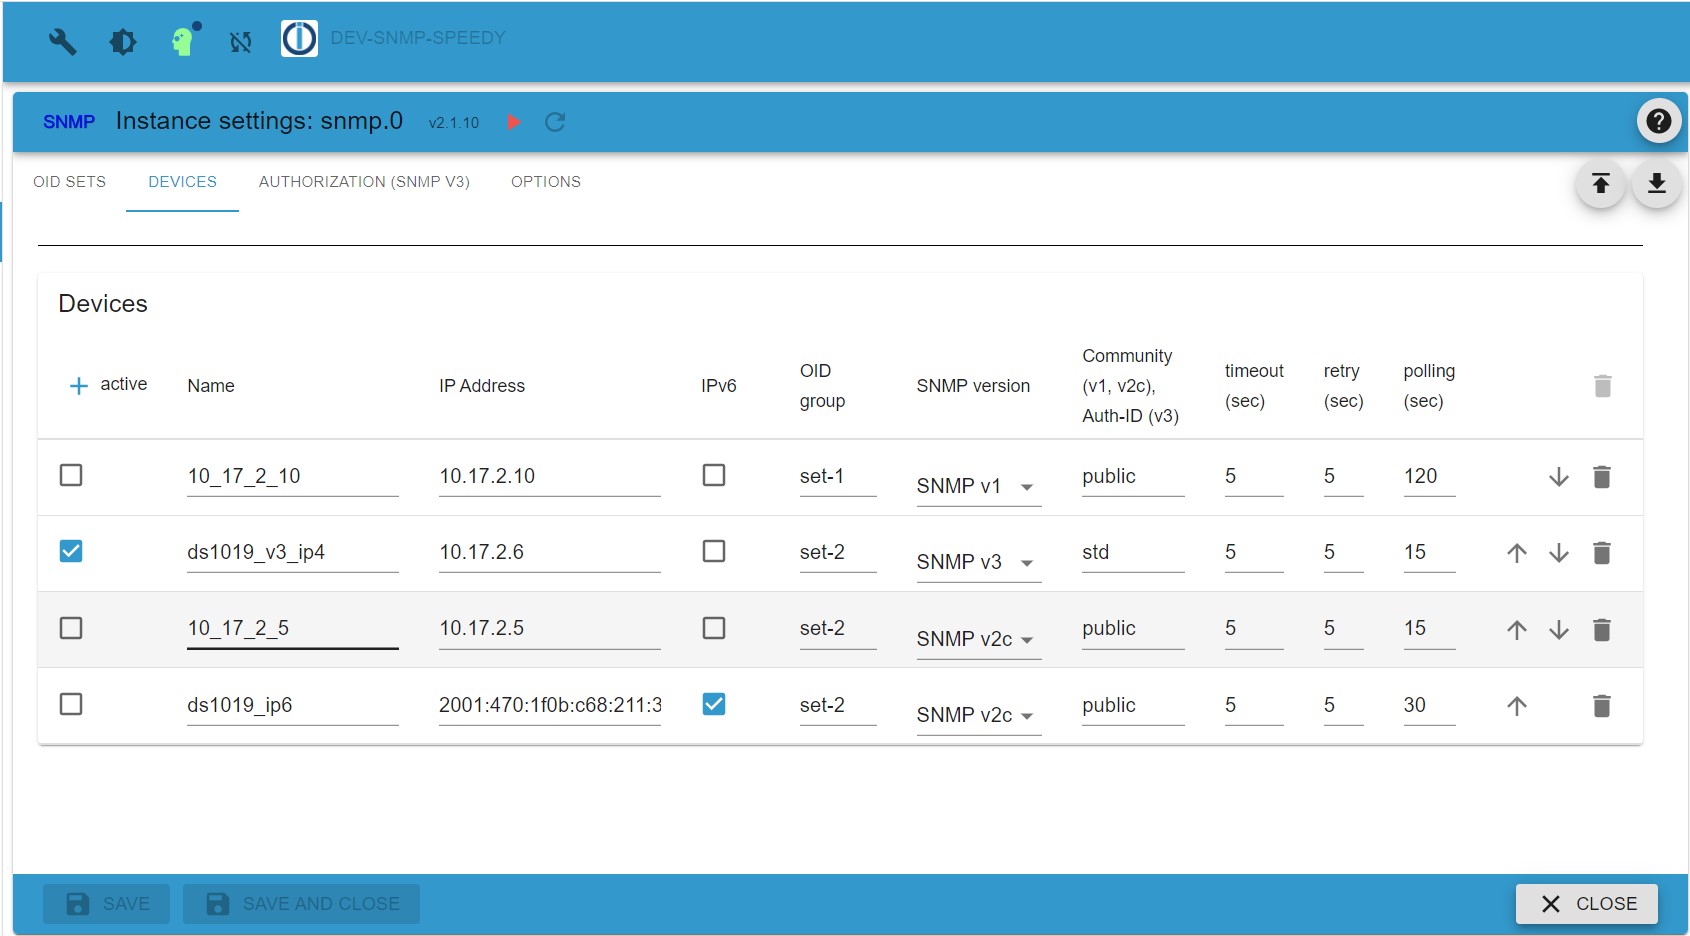 DEV-SNMP-SPEEDY
SNMP Instance settings: snmp.0 v2.1.10
OID SETS DEVICES AUTHORIZATION (SNMP V3) OPTIONS
Devices
active Name IP Address IPv6 OID group SNMP version Community (v1, v2c), Auth-ID (v3) timeout (sec) retry (sec) polling (sec)
10_17_2_10 10.17.2.10 set-1 SNMP v1 public 5 5 120
ds1019_v3_ip4 10.17.2.6 set-2 SNMP v3 std 5 5 15
10_17_2_5 10.17.2.5 set-2 SNMP v2c public 5 5 15
ds1019_ip6 2001:470:1f0b:c68:211:3 set-2 SNMP v2c public 5 5 30
SAVE SAVE AND CLOSE CLOSE